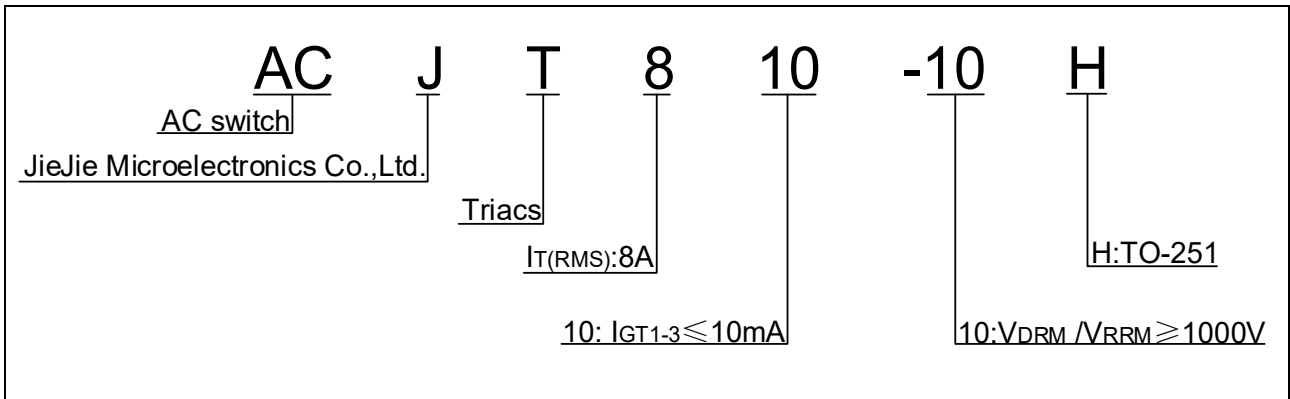 AC J T 8 10 -10 H
AC switch
JieJie Microelectronics Co.,Ltd.
Triacs
IT(RMS):8A
H:TO-251
10: IGT1-3≤10mA
10:VDRM /VRRM≥1000V